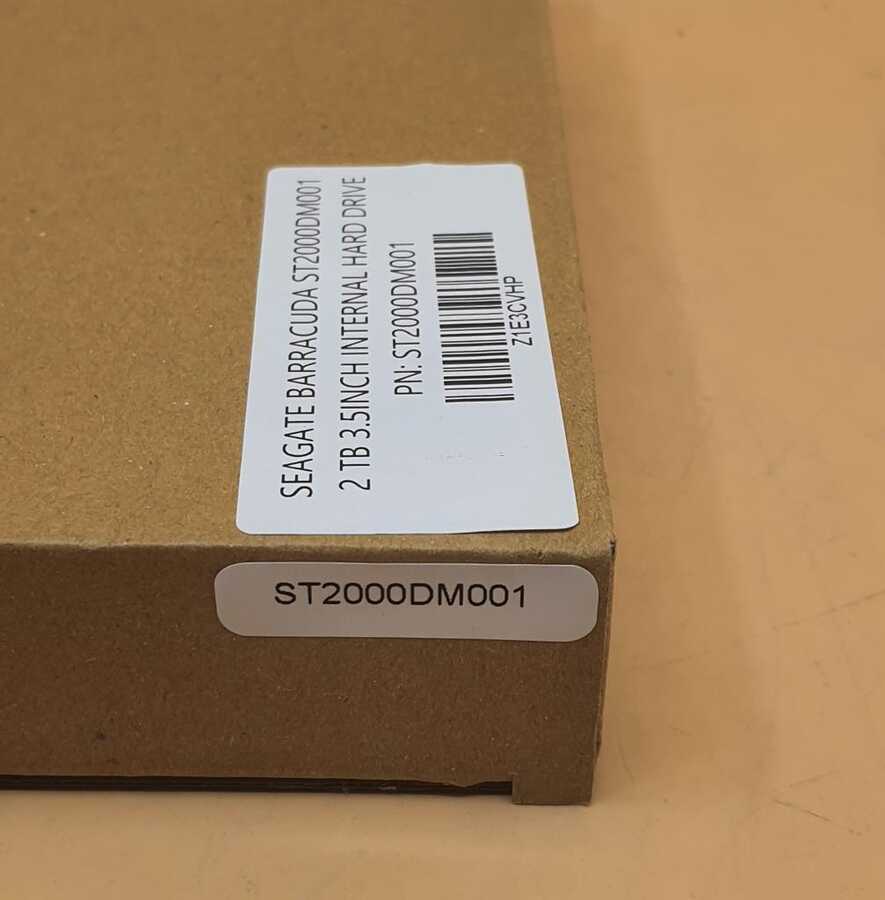 SEAGATE BARRACUDA ST2000DM001
2 TB 3.5INCH INTERNAL HARD DRIVE
PN: ST2000DM001
Z1E3CVHP
ST2000DM001